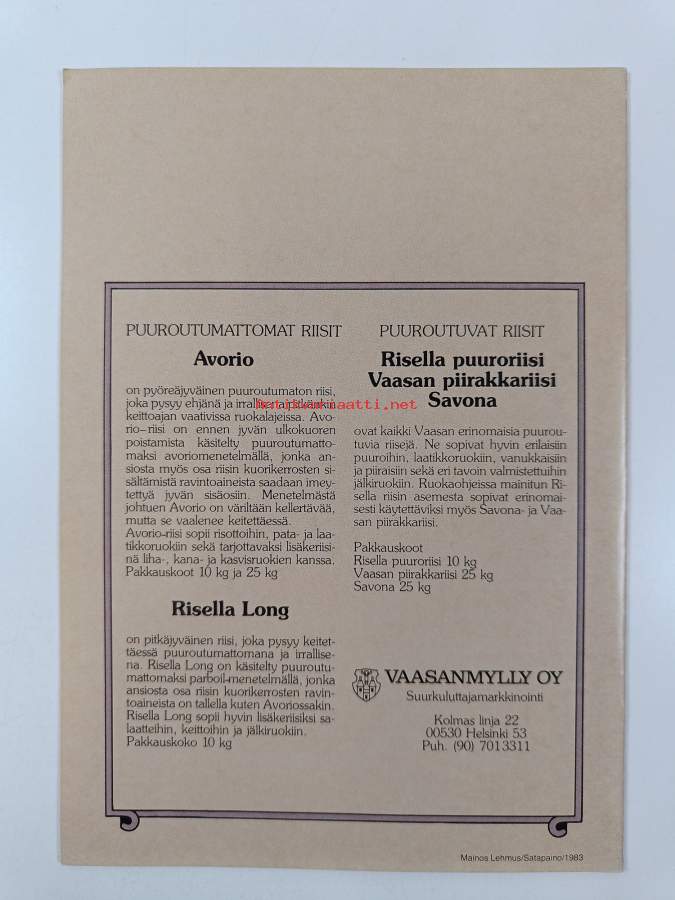 PUUROUTUMATTOMAT RIISIT
Avorio
on pyöreäjyväinen puuroutumaton riisi,
joka pysyy ehjänä ja irrallisena pitkänkin
keittoajan vaativissa ruokalajeissa. Avo-
rio-riisi on ennen jyvän ulkokuoren
poistamista käsitelty puuroutumatto-
maksi avoriomenetelmällä, jonka an-
siosta myös osa riisin kuorikerrosten si-
sältämistä ravintoaineista saadaan imey-
tettyä jyvän sisäosiin. Menetelmästä
johtuen Avorio on väriltään kellertävää,
mutta se vaalenee keitettäessä.
Avorio-riisi sopii risottoihin, pata- ja laa-
tikkoruokiin sekä tarjottavaksi lisäkeriisi-
nä liha-, kana- ja kasvisruokien kanssa.
Pakkauskoot 10 kg ja 25 kg
Risella Long
on pitkäjyväinen riisi, joka pysyy keitet-
täessä puuroutumattomana ja irrallise-
na. Risella Long on käsitelty puuroutu-
mattomaksi parboil-menetelmällä, jonka
ansiosta osa riisin kuorikerrosten ravin-
toaineista on tallella kuten Avoriossakin.
Risella Long sopii hyvin lisäkeriisiksi sa-
laatteihin, keittoihin ja jälkiruokiin.
Pakkauskoko 10 kg
PUUROUTUVAT RIISIT
Risella puuroriisi
Vaasan piirakkariisi
Savona
ovat kaikki Vaasan erinomaisia puurou-
tuvia riisejä. Ne sopivat hyvin erilaisiin
puuroihin, laatikkoruokiin, vanukkaisiin
ja piiraisiin sekä eri tavoin valmistettuihin
jälkiruokiin. Ruokaohjeissa mainitun Ri-
sella riisin asemesta sopivat erinomai-
sesti käytettäviksi myös Savona- ja Vaa-
san piirakkariisi.
Pakkauskoot
Risella puuroriisi 10 kg
Vaasan piirakkariisi 25 kg
Savona 25 kg
VAASANMYLLY OY
Suurkuluttajamarkkinointi
Kolmas linja 22
00530 Helsinki 53
Puh. (90) 7013311
Mainos Lehmus/Satapaino/1983